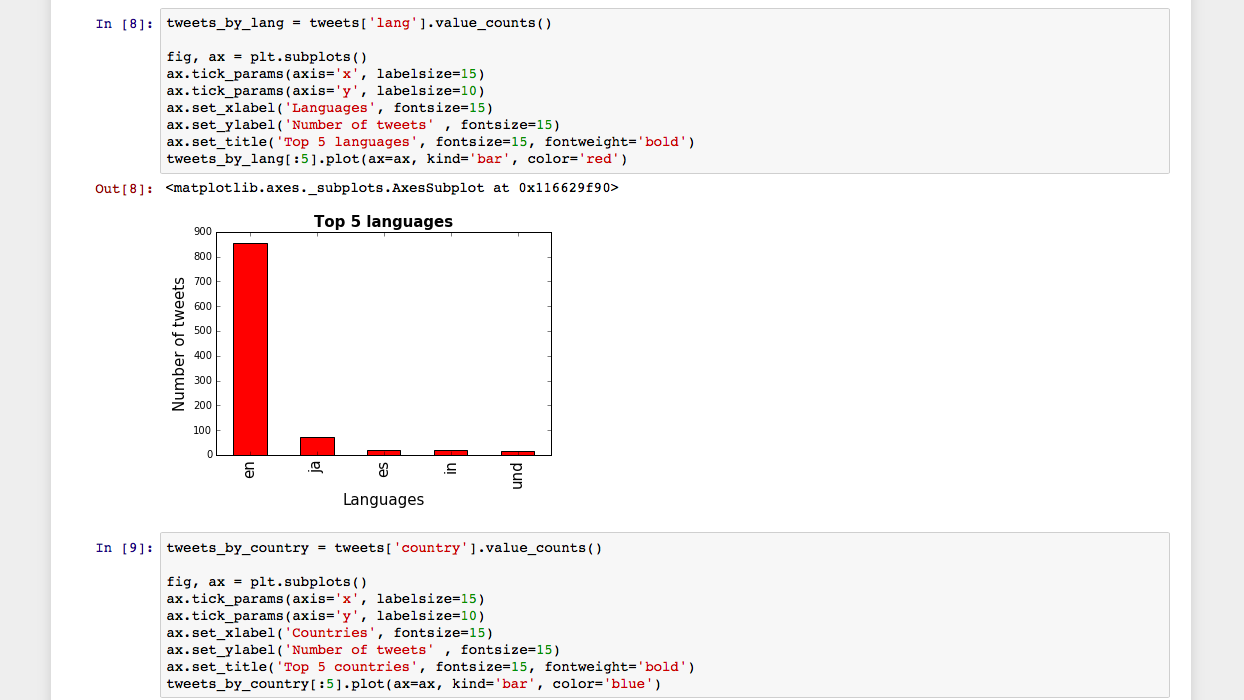 In [8]: tweets_by_lang = tweets['lang'].value_counts()
fig, ax = plt.subplots()
ax.tick_params(axis='x', labelsize=15)
ax.tick_params(axis='y', labelsize=10)
ax.set_xlabel('Languages', fontsize=15)
ax.set_ylabel('Number of tweets' , fontsize=15)
ax.set_title('Top 5 languages', fontsize=15, fontweight='bold')
tweets_by_lang[:5].plot(ax=ax, kind='bar', color='red')
Out[8]: <matplotlib.axes._subplots.AxesSubplot at 0x116629f90>
Top 5 languages
Number of tweets
900
800
700
600
500
400
300
200
100
0
en ja es in und
Languages
In [9]: tweets_by_country = tweets['country'].value_counts()
fig, ax = plt.subplots()
ax.tick_params(axis='x', labelsize=15)
ax.tick_params(axis='y', labelsize=10)
ax.set_xlabel('Countries', fontsize=15)
ax.set_ylabel('Number of tweets' , fontsize=15)
ax.set_title('Top 5 countries', fontsize=15, fontweight='bold')
tweets_by_country[:5].plot(ax=ax, kind='bar', color='blue')